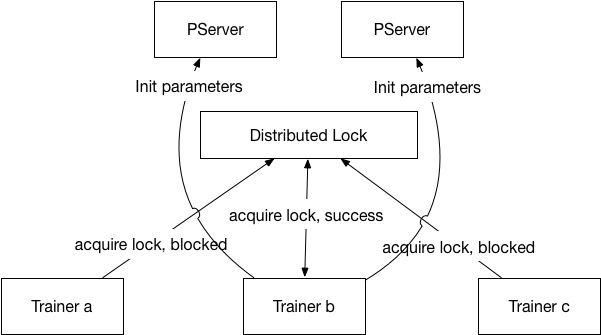 PServer
PServer
Init parameters
Init parameters
Distributed Lock
acquire lock, success
acquire lock, blocked
acquire lock, blocked
Trainer a
Trainer b
Trainer c